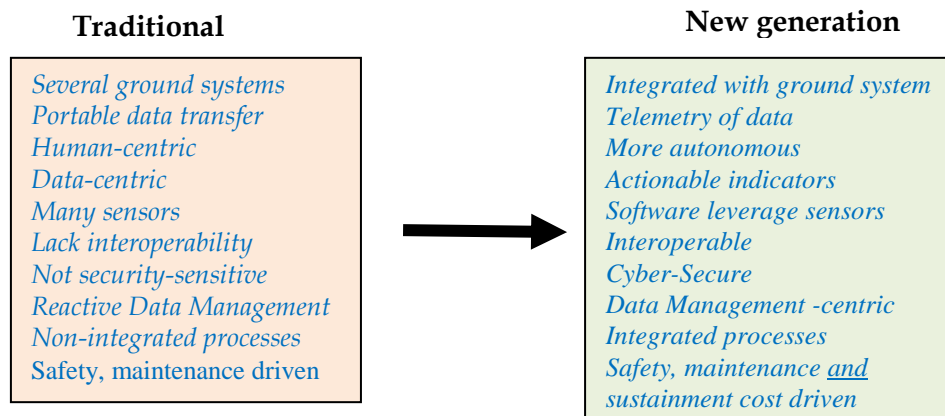 Traditional
Several ground systems
Portable data transfer
Human-centric
Data-centric
Many sensors
Lack interoperability
Not security-sensitive
Reactive Data Management
Non-integrated processes
Safety, maintenance driven
New generation
Integrated with ground system
Telemetry of data
More autonomous
Actionable indicators
Software leverage sensors
Interoperable
Cyber-Secure
Data Management -centric
Integrated processes
Safety, maintenance and
sustainment cost driven